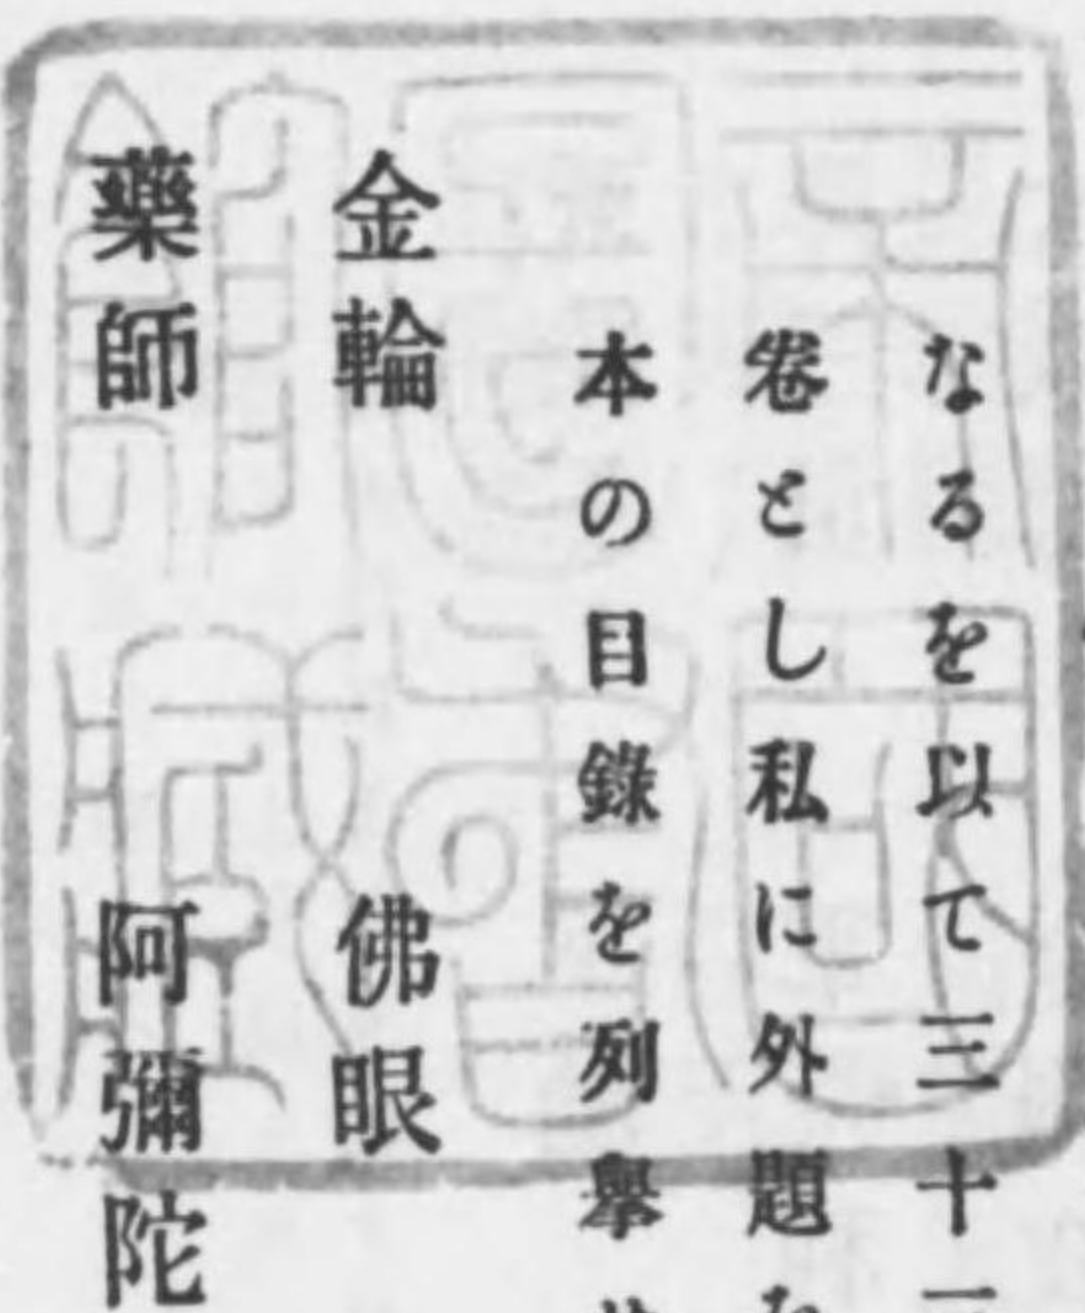 なるを以て三十
卷とし私に外題
本の目錄を列擧
金輪 佛眼
藥師 阿彌陀